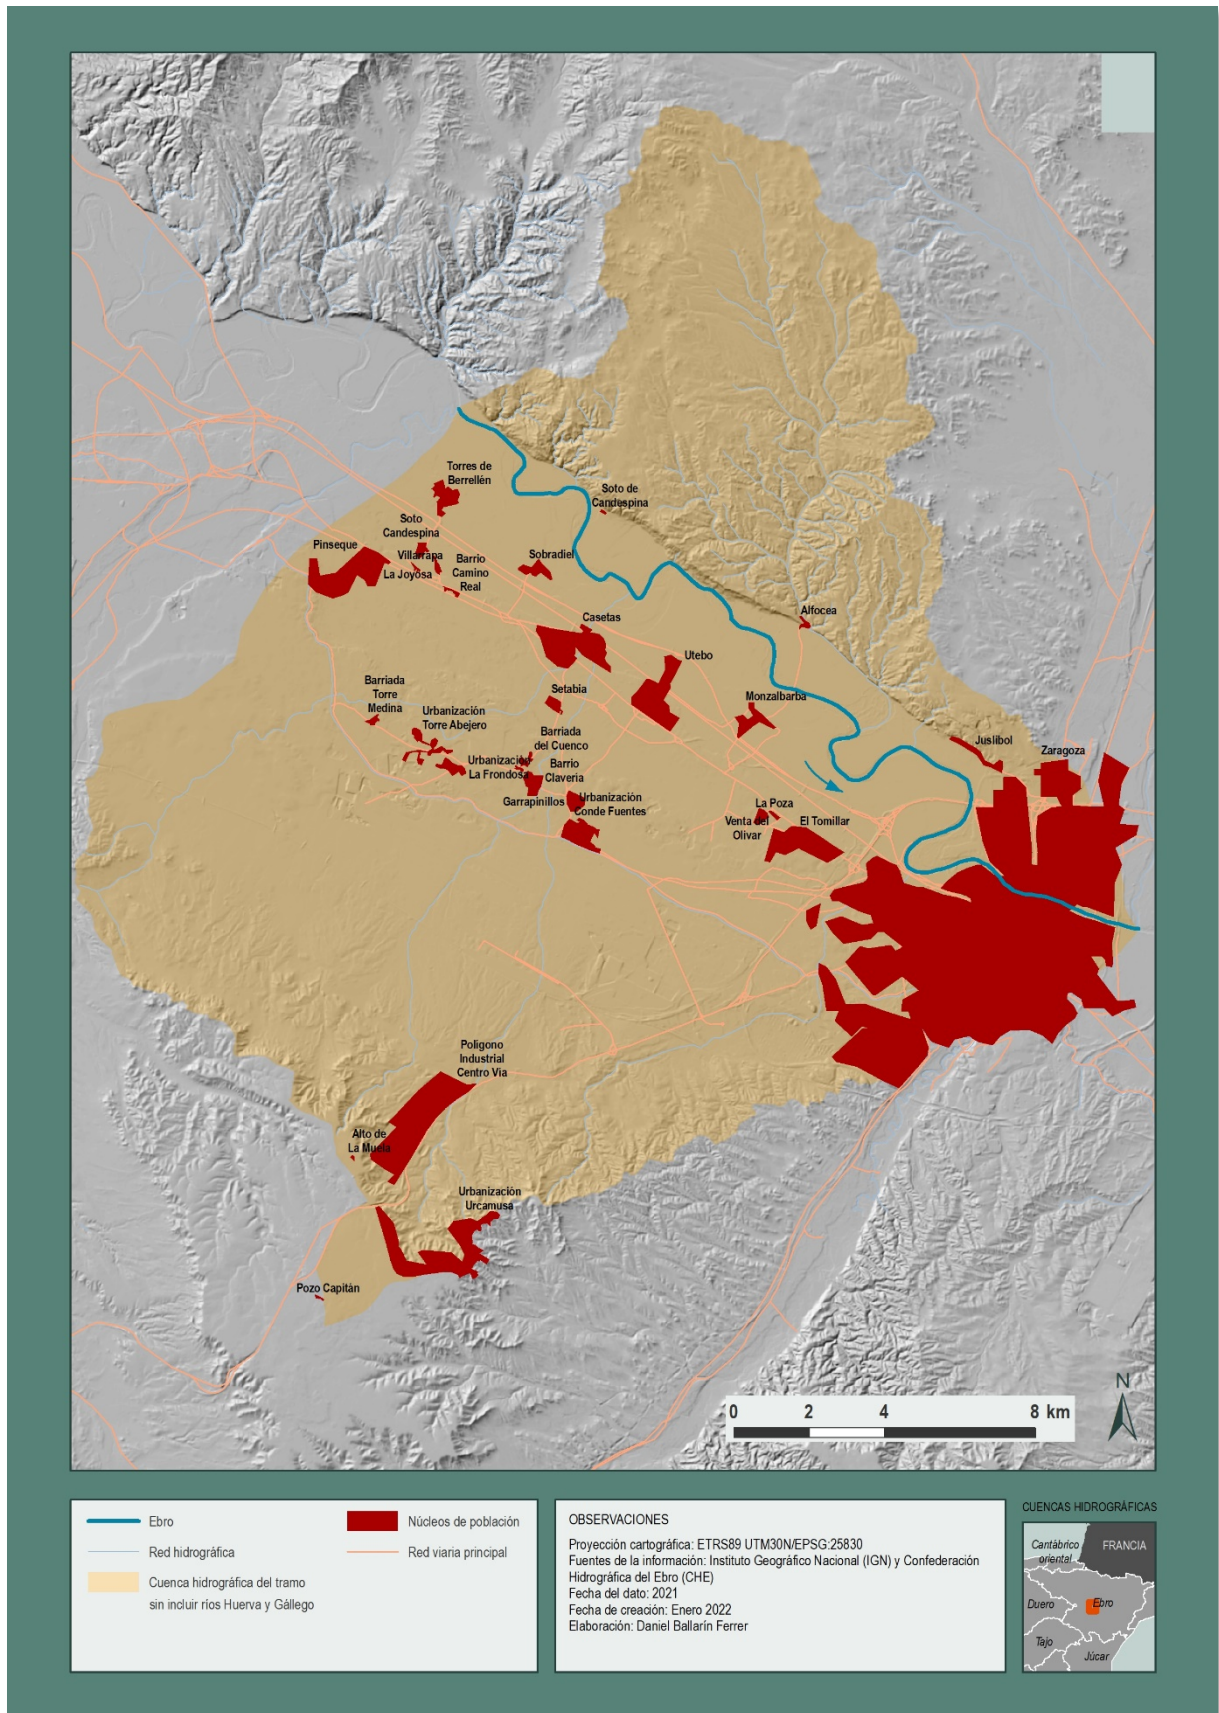 Torres de
Berrellén
Soto de
Candespina
Soto
Candespina
Pinseque
Villarrapa
La Joyosa
Barrio
Camino
Real
Sobradiel
Casetas
Alfocea
Utebo
Barriada
Torre
Medina
Setabia
Monzalbarba
Urbanización
Torre Abejero
Barriada
del Cuenco
Juslibol
Zaragoza
Urbanización
La Frondosa
Barrio
Claveria
Garrapinillos
Urbanización
Conde Fuentes
La Poza
Venta del
Olivar
El Tomillar
Poligono
Industrial
Centro Via
Alto de
La Muela
Urbanización
Urcamusa
Pozo Capitán
N
0 2 4 8 km
Ebro
Red hidrográfica
Cuenca hidrográfica del tramo
sin incluir ríos Huerva y Gállego
Núcleos de población
Red viaria principal
OBSERVACIONES
Proyección cartográfica: ETRS89 UTM30N/EPSG:25830
Fuentes de la información: Instituto Geográfico Nacional (IGN) y Confederación
Hidrográfica del Ebro (CHE)
Fecha del dato: 2021
Fecha de creación: Enero 2022
Elaboración: Daniel Ballarín Ferrer
CUENCAS HIDROGRÁFICAS
Cantábrico
oriental
FRANCIA
Duero
Ebro
Tajo
Júcar